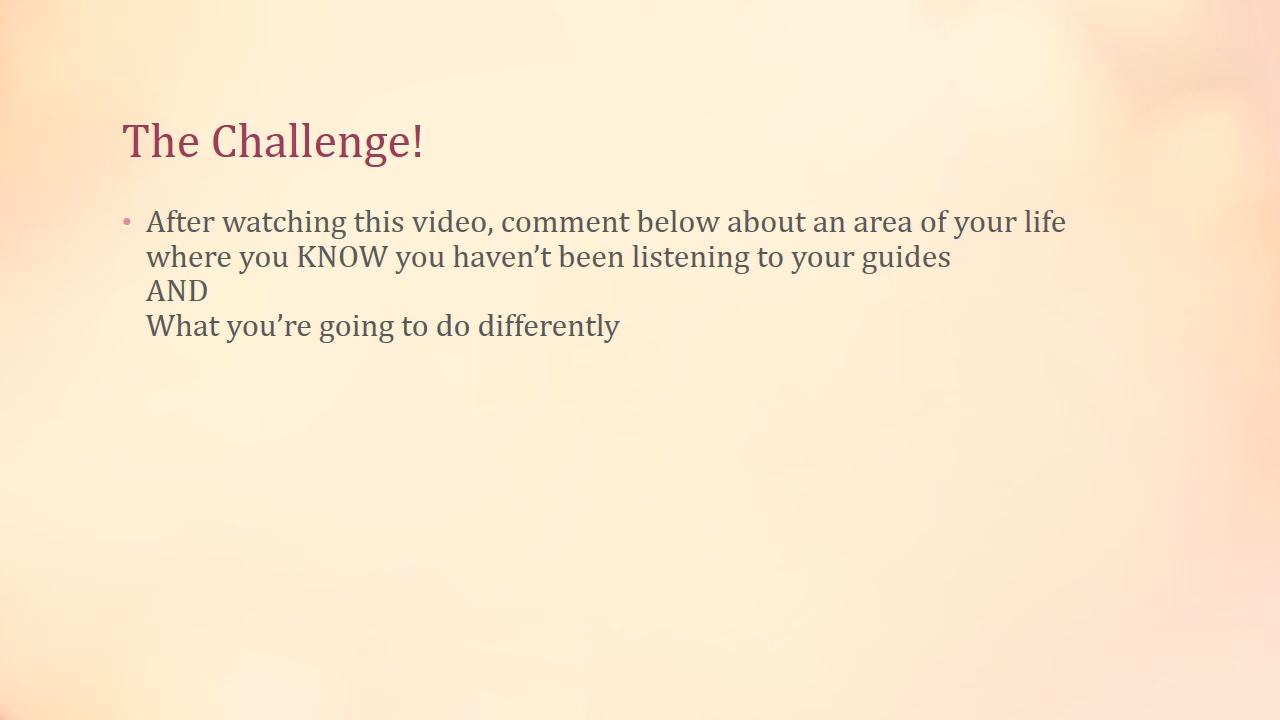 The Challenge!
• After watching this video, comment below about an area of your life
where you KNOW you haven’t been listening to your guides
AND
What you’re going to do differently